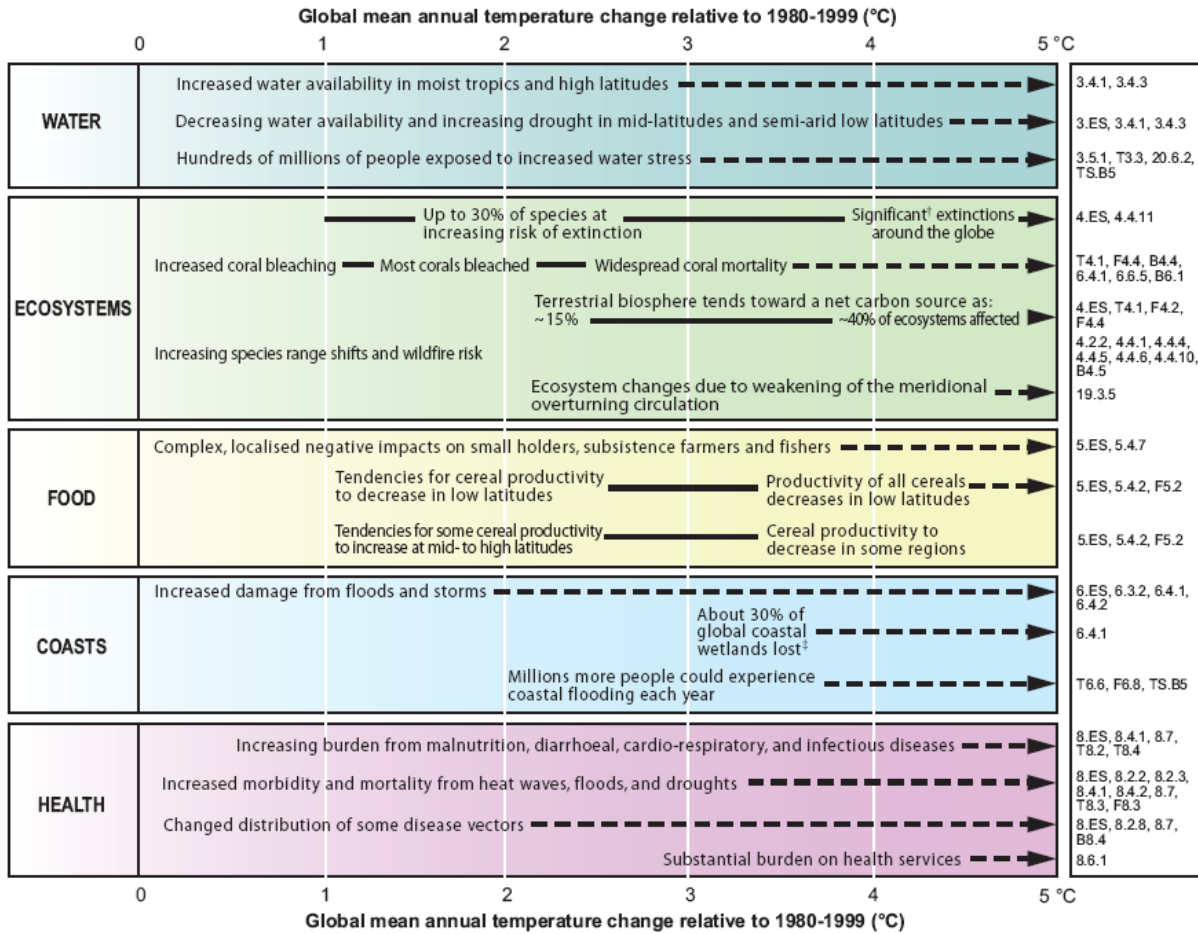 Global mean annual temperature change relative to 1980-1999 (°C)
0 1 2 3 4 5 °C
WATER
Increased water availability in moist tropics and high latitudes
3.4.1, 3.4.3
Decreasing water availability and increasing drought in mid-latitudes and semi-arid low latitudes
3.ES, 3.4.1, 3.4.3
Hundreds of millions of people exposed to increased water stress
3.5.1, T3.3, 20.6.2,
TS.B5
ECOSYSTEMS
Up to 30% of species at
increasing risk of extinction
Significant† extinctions
around the globe
4.ES, 4.4.11
Increased coral bleaching
Most corals bleached
Widespread coral mortality
T4.1, F4.4, B4.4,
6.4.1, 6.6.5, B6.1
Terrestrial biosphere tends toward a net carbon source as:
~15%
~40% of ecosystems affected
4.ES, T4.1, F4.2,
F4.4
Increasing species range shifts and wildfire risk
4.2.2, 4.4.1, 4.4.4,
4.4.5, 4.4.6, 4.4.10,
B4.5
Ecosystem changes due to weakening of the meridional
overturning circulation
19.3.5
FOOD
Complex, localised negative impacts on small holders, subsistence farmers and fishers
5.ES, 5.4.7
Tendencies for cereal productivity
to decrease in low latitudes
Productivity of all cereals
decreases in low latitudes
5.ES, 5.4.2, F5.2
Tendencies for some cereal productivity
to increase at mid- to high latitudes
Cereal productivity to
decrease in some regions
5.ES, 5.4.2, F5.2
COASTS
Increased damage from floods and storms
6.ES, 6.3.2, 6.4.1,
6.4.2
About 30% of
global coastal
wetlands lost‡
6.4.1
Millions more people could experience
coastal flooding each year
T6.6, F6.8, TS.B5
HEALTH
Increasing burden from malnutrition, diarrhoeal, cardio-respiratory, and infectious diseases
8.ES, 8.4.1, 8.7,
T8.2, T8.4
Increased morbidity and mortality from heat waves, floods, and droughts
8.ES, 8.2.2, 8.2.3,
8.4.1, 8.4.2, 8.7,
T8.3, F8.3
Changed distribution of some disease vectors
8.ES, 8.2.8, 8.7,
B8.4
Substantial burden on health services
8.6.1
0 1 2 3 4 5 °C
Global mean annual temperature change relative to 1980-1999 (°C)